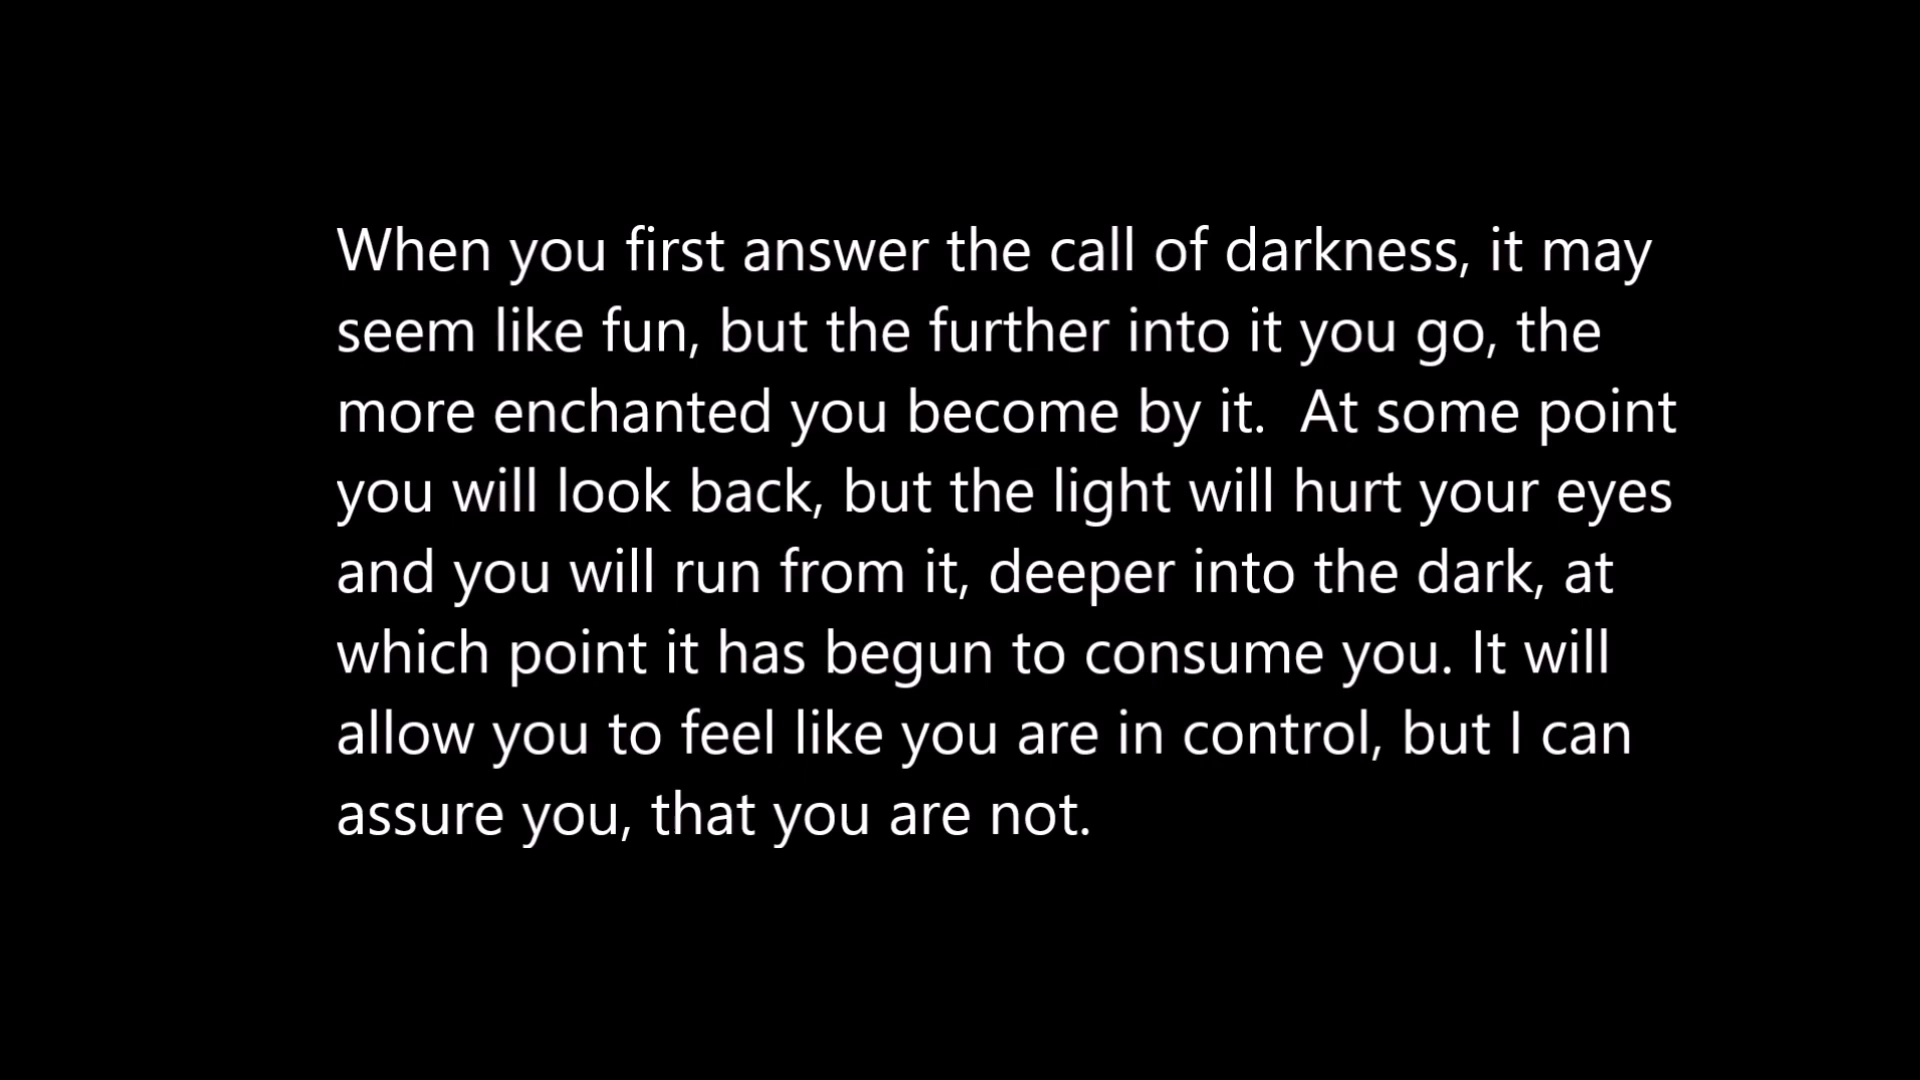 When you first answer the call of darkness, it may
seem like fun, but the further into it you go, the
more enchanted you become by it.  At some point
you will look back, but the light will hurt your eyes
and you will run from it, deeper into the dark, at
which point it has begun to consume you. It will
allow you to feel like you are in control, but I can
assure you, that you are not.